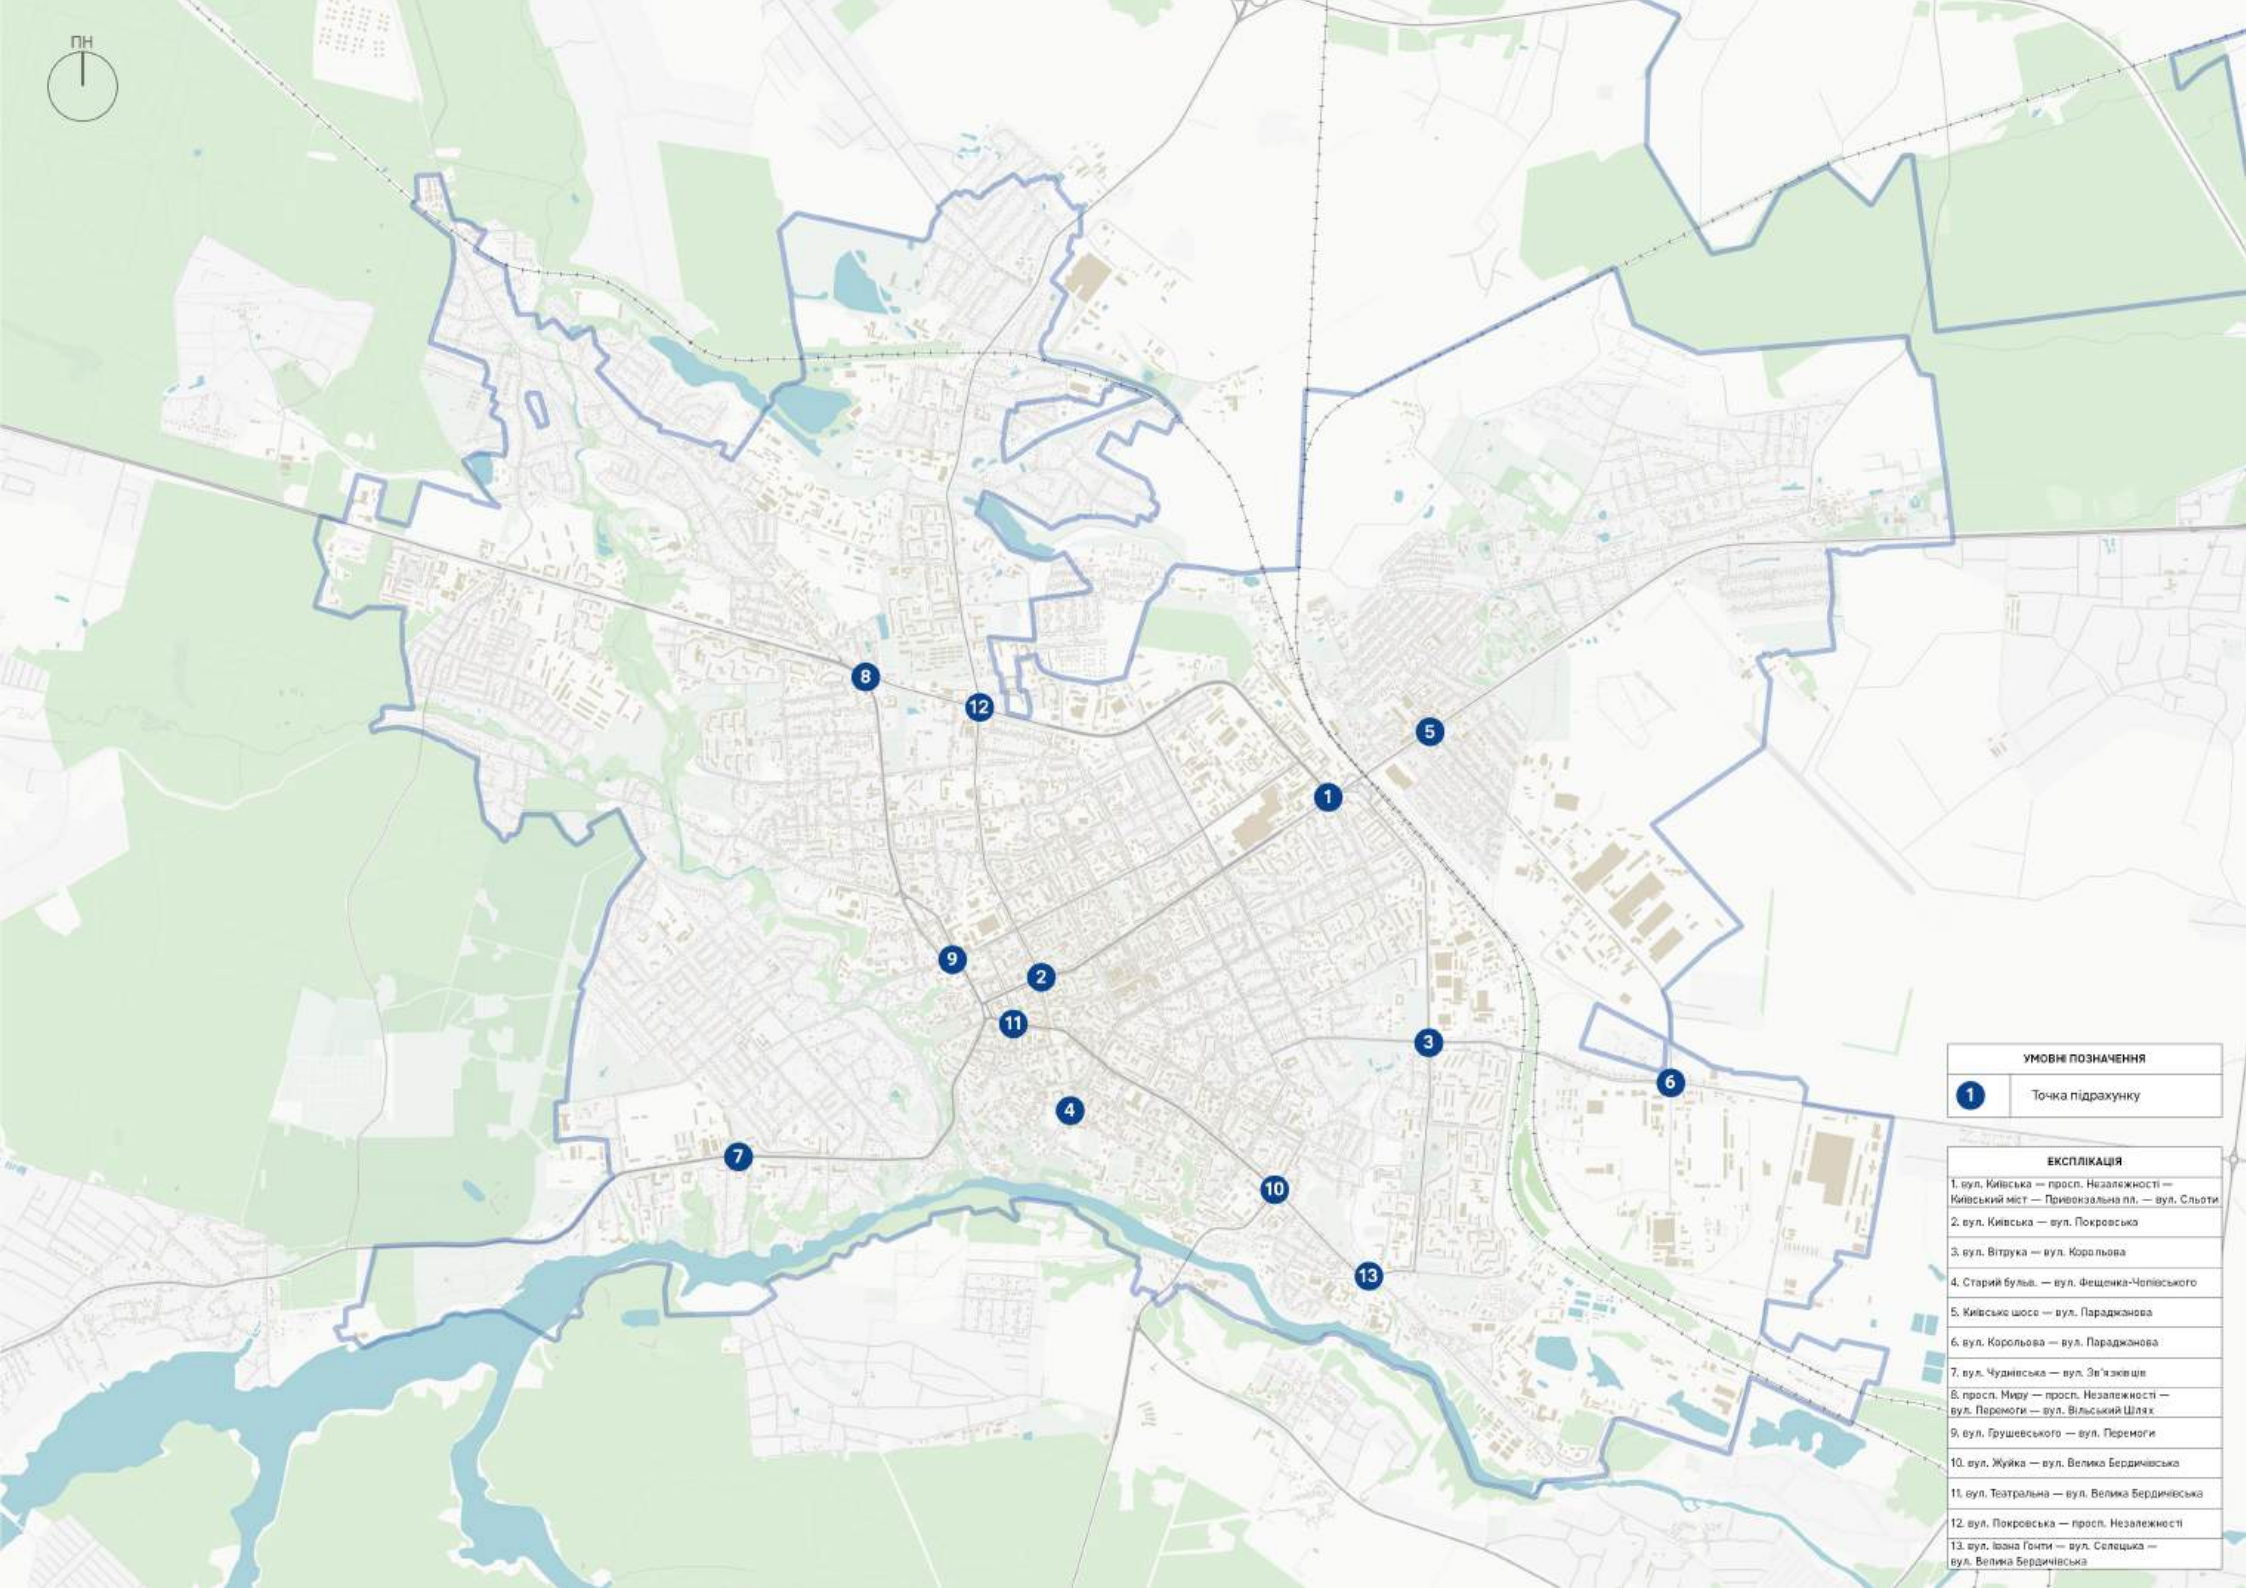 ПН
8
12
5
1
9
2
11
3
6
4
7
10
13
УМОВНІ ПОЗНАЧЕННЯ
1
Точка підрахунку
ЕКСПЛІКАЦІЯ
1. вул. Київська — просп. Незалежності —
Київський міст — Привокзальна пл. — вул. Сльоти
2. вул. Київська — вул. Покровська
3. вул. Вітрука — вул. Корольова
4. Старий бульв. — вул. Фещенка-Чопівського
5. Київське шосе — вул. Параджанова
6. вул. Корольова — вул. Параджанова
7. вул. Чуднівська — вул. Зв'язківців
8. просп. Миру — просп. Незалежності —
вул. Перемоги — вул. Вільський Шлях
9. вул. Грушевського — вул. Перемоги
10. вул. Жуйка — вул. Велика Бердичівська
11. вул. Театральна — вул. Велика Бердичівська
12. вул. Покровська — просп. Незалежності
13. вул. Івана Гонти — вул. Селецька —
вул. Велика Бердичівська